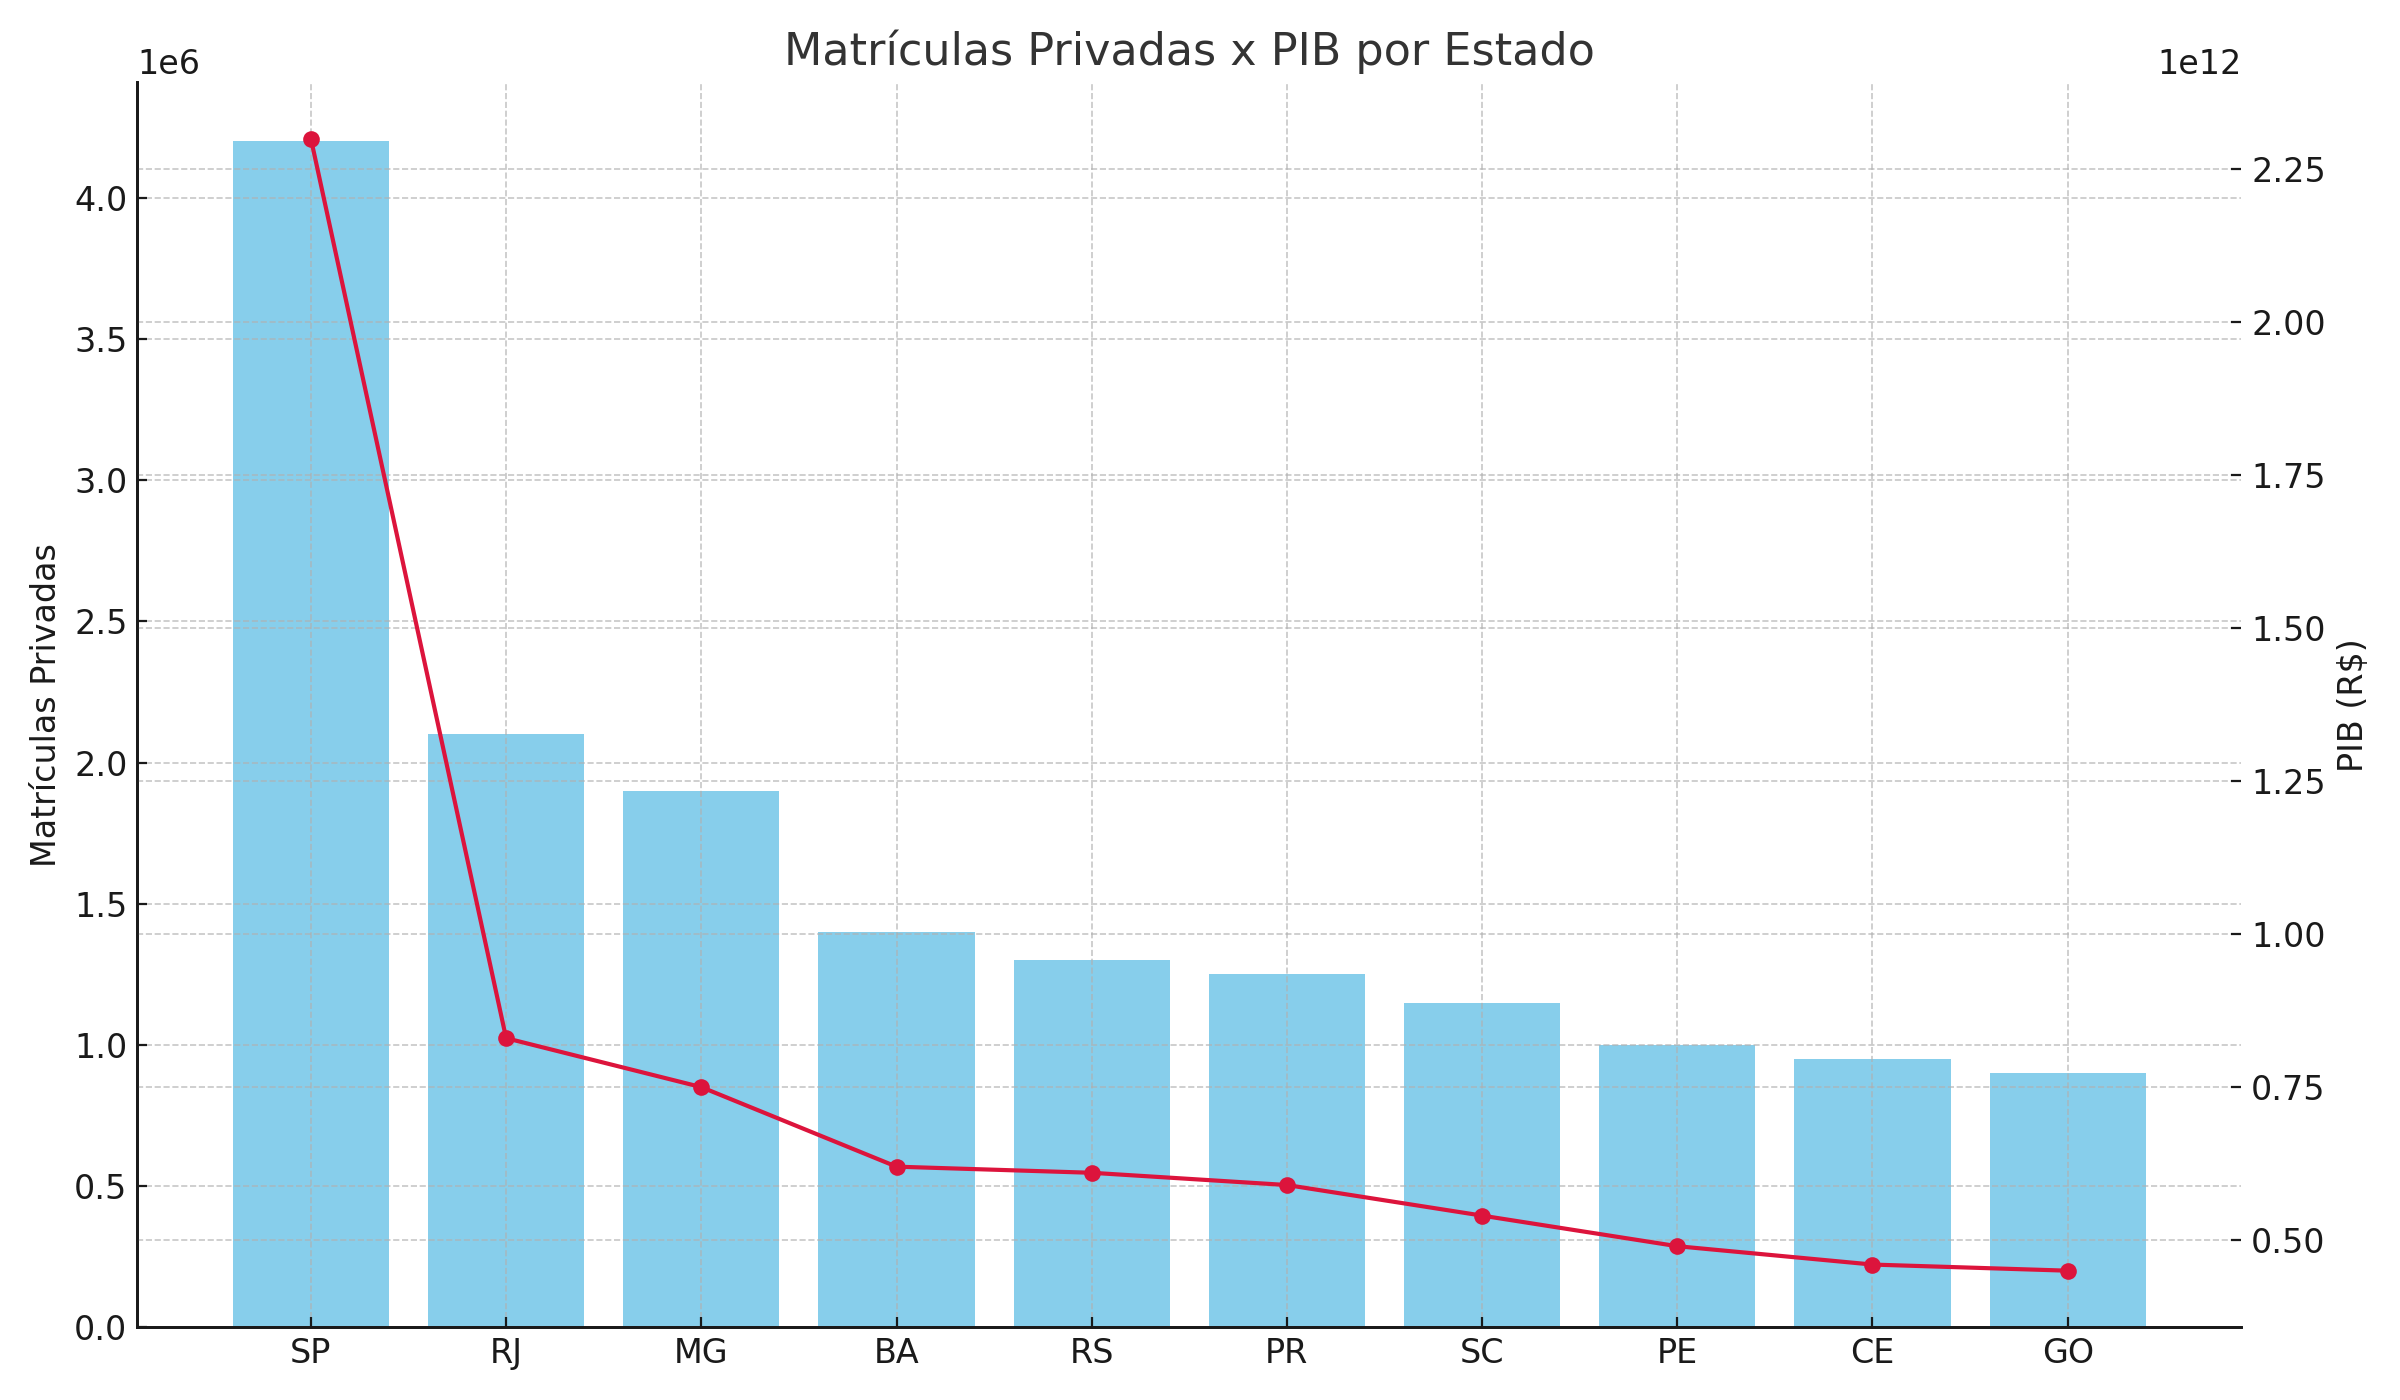 Matrículas Privadas x PIB por Estado
1e6
1e12
4.0
3.5
3.0
2.5
2.0
1.5
1.0
0.5
0.0
Matrículas Privadas
2.25
2.00
1.75
1.50
1.25
1.00
0.75
0.50
PIB (R$)
SP RJ MG BA RS PR SC PE CE GO